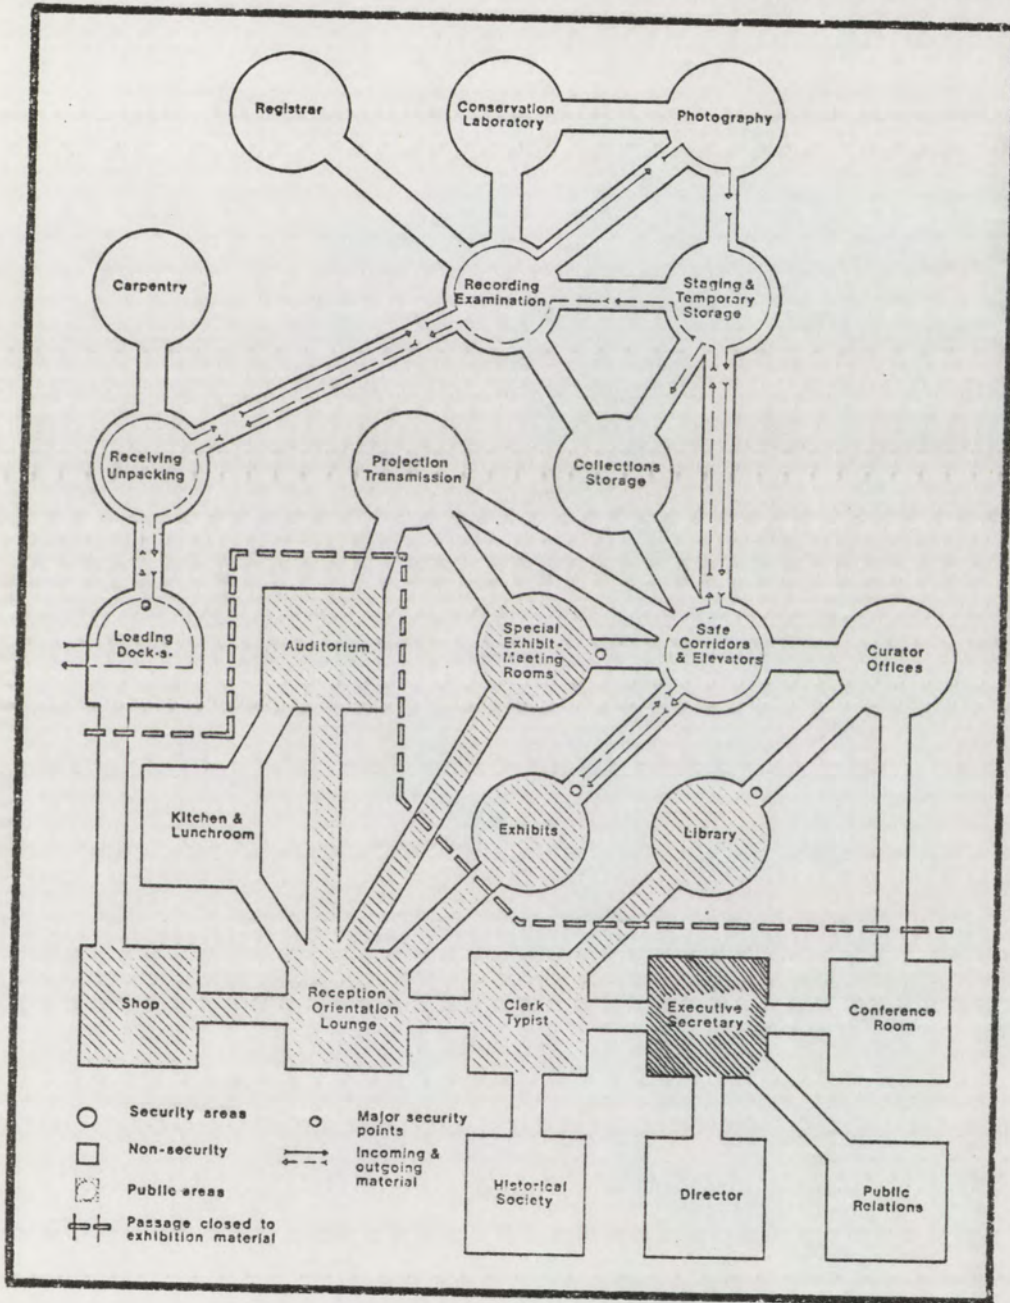 Registrar
Conservation
Laboratory
Photography
Carpentry
Recording
Examination
Staging &
Temporary
Storage
Receiving
Unpacking
Projection
Transmission
Collections
Storage
Loading
Dock-s-
Auditorium
Special
Exhibit-
Meeting
Rooms
Safe
Corridors
& Elevators
Curator
Offices
Kitchen &
Lunchroom
Exhibits
Library
Shop
Reception
Orientation
Lounge
Clerk
Typist
Executive
Secretary
Conference
Room
Security areas
Non-security
Public areas
Passage closed to
exhibition material
Major security
points
Incoming &
outgoing
material
Historical
Society
Director
Public
Relations